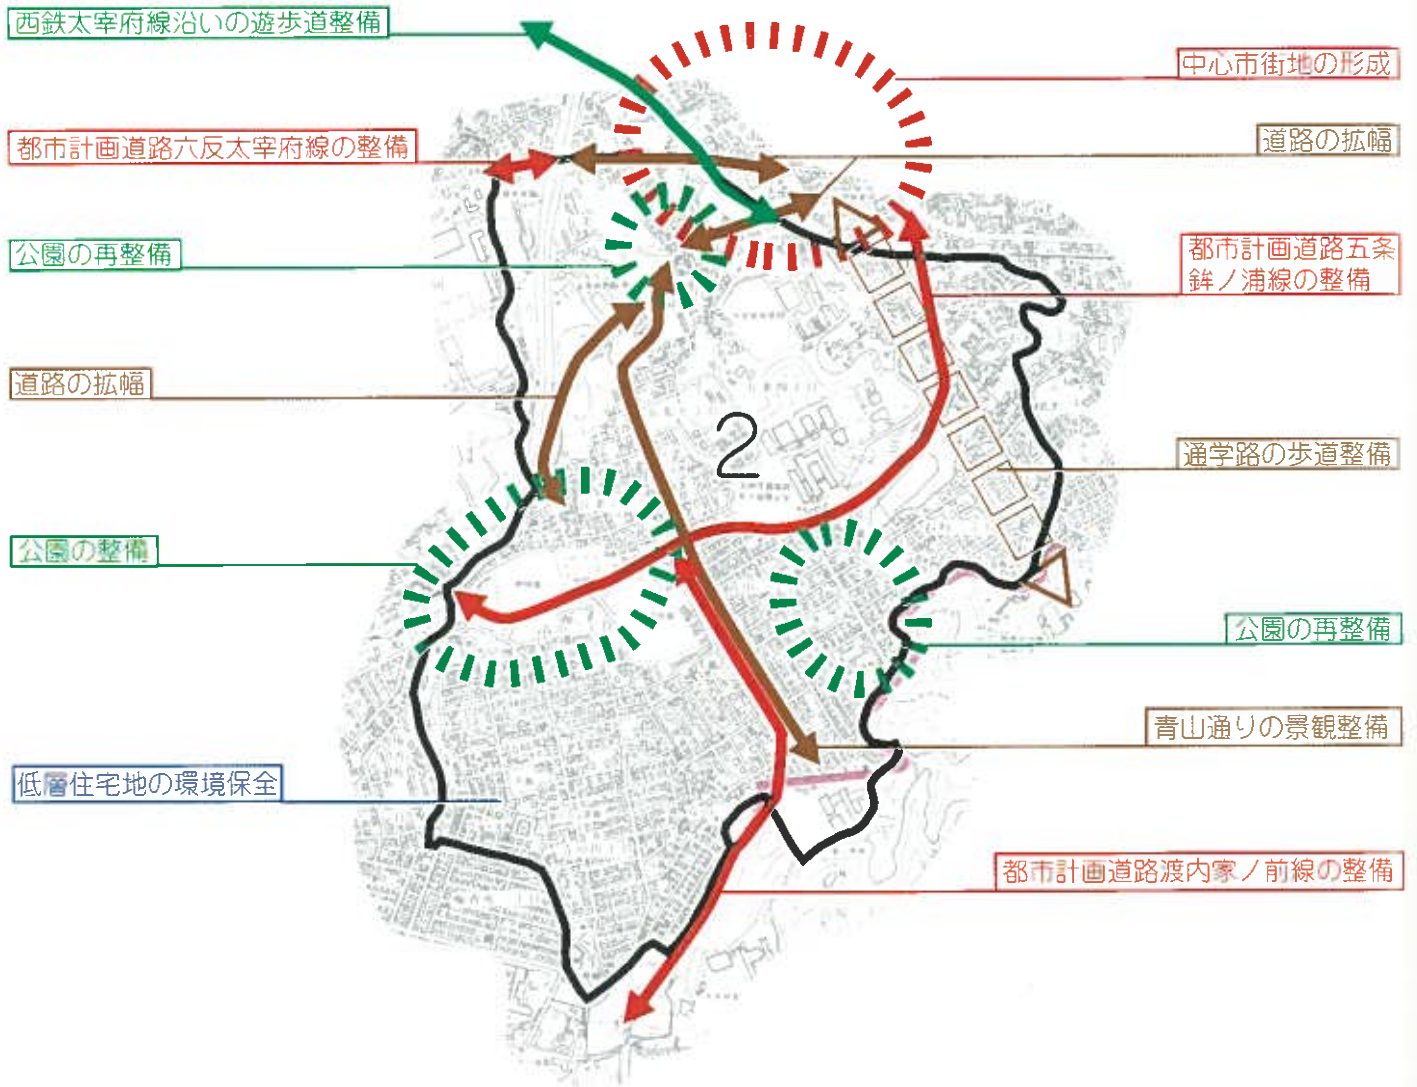 西鉄太宰府線沿いの遊歩道整備
中心市街地の形成
都市計画道路六反太宰府線の整備
道路の拡幅
公園の再整備
都市計画道路五条
鉾ノ浦線の整備
道路の拡幅
2
通学路の歩道整備
公園の整備
公園の再整備
青山通りの景観整備
低層住宅地の環境保全
都市計画道路渡内家ノ前線の整備